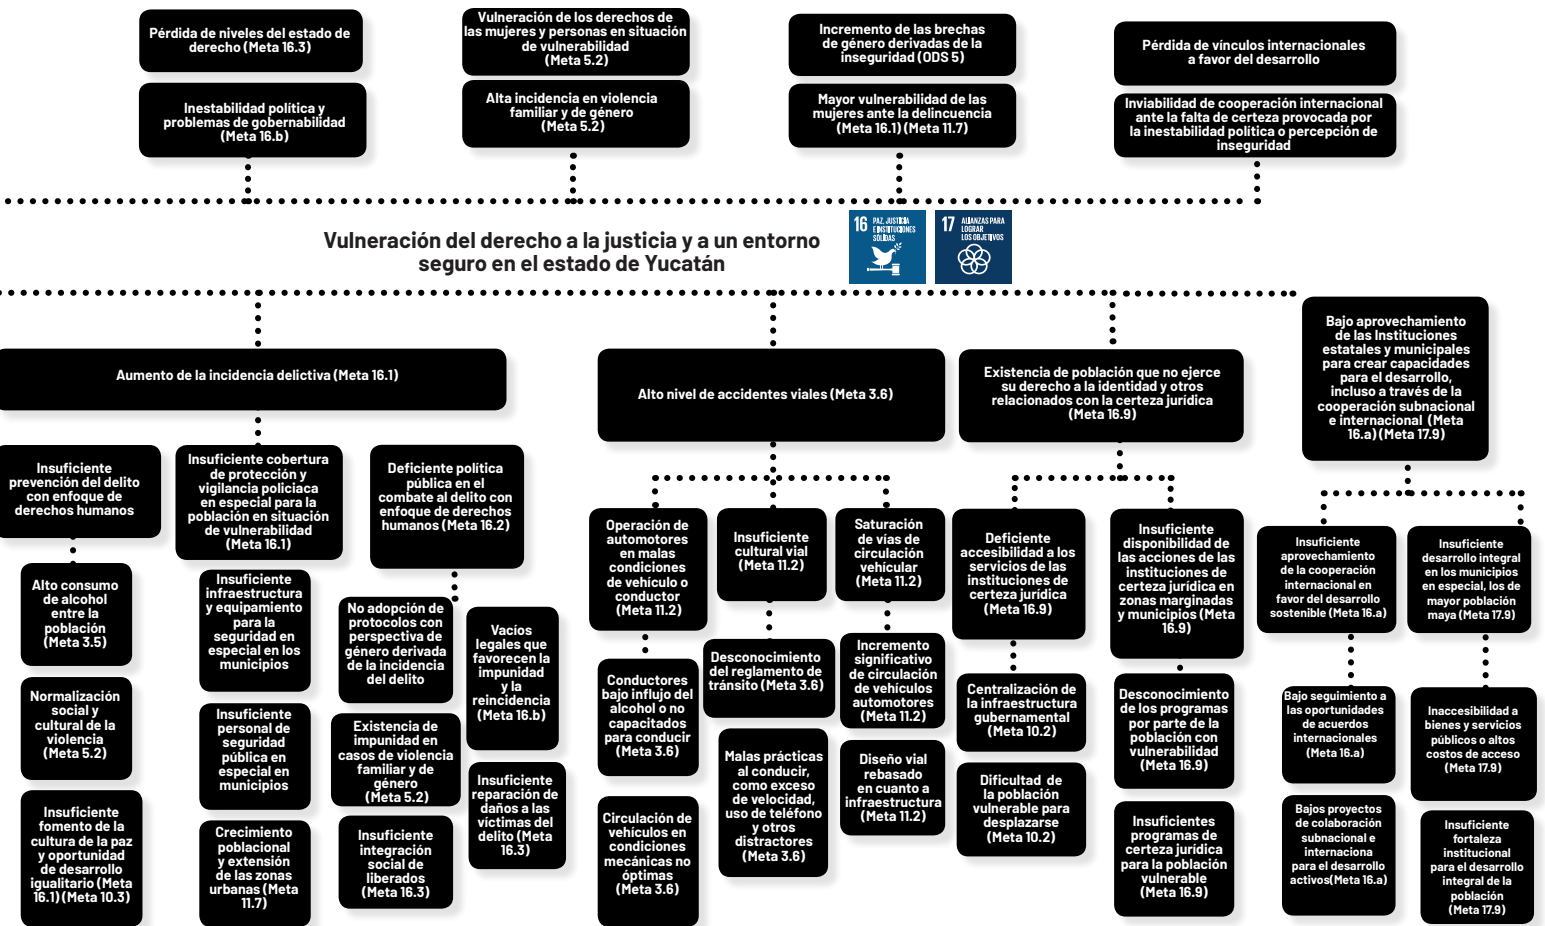 Pérdida de niveles del estado de
derecho (Meta 16.3)
Vulneración de los derechos de
las mujeres y personas en situación
de vulnerabilidad
(Meta 5.2)
Incremento de las brechas
de género derivadas de la
inseguridad (ODS 5)
Pérdida de vínculos internacionales
a favor del desarrollo
Inestabilidad política y
problemas de gobernabilidad
(Meta 16.b)
Alta incidencia en violencia
familiar y de género
(Meta 5.2)
Mayor vulnerabilidad de las
mujeres ante la delincuencia
(Meta 16.1) (Meta 11.7)
Inviabilidad de cooperación internacional
ante la falta de certeza provocada por
la inestabilidad política o percepción de
inseguridad
Vulneración del derecho a la justicia y a un entorno
seguro en el estado de Yucatán
16 PAZ, JUSTICIA
E INSTITUCIONES
SÓLIDAS
17 ALIANZAS PARA
LOGRAR
LOS OBJETIVOS
Aumento de la incidencia delictiva (Meta 16.1)
Alto nivel de accidentes viales (Meta 3.6)
Existencia de población que no ejerce
su derecho a la identidad y otros
relacionados con la certeza jurídica
(Meta 16.9)
Bajo aprovechamiento
de las Instituciones
estatales y municipales
para crear capacidades
para el desarrollo,
incluso a través de la
cooperación subnacional
e internacional (Meta
16.a) (Meta 17.9)
Insuficiente
prevención del delito
con enfoque de
derechos humanos
Insuficiente cobertura
de protección y
vigilancia policiaca
en especial para la
población en situación
de vulnerabilidad
(Meta 16.1)
Deficiente política
pública en el
combate al delito con
enfoque de derechos
humanos (Meta 16.2)
Operación de
automotores
en malas
condiciones
de vehículo o
conductor
(Meta 11.2)
Insuficiente
cultural vial
(Meta 11.2)
Saturación
de vías de
circulación
vehícular
(Meta 11.2)
Deficiente
accesibilidad a los
servicios de las
instituciones de
certeza jurídica
(Meta 16.9)
Insuficiente
disponibilidad de
las acciones de las
instituciones de
certeza jurídica en
zonas marginadas
y municipios (Meta
16.9)
Insuficiente
aprovechamiento
de la cooperación
internacional en
favor del desarrollo
sostenible (Meta 16.a)
Insuficiente
desarrollo integral
en los municipios
en especial, los de
mayor población
maya (Meta 17.9)
Alto consumo
de alcohol
entre la
población
(Meta 3.5)
Insuficiente
infraestructura
y equipamiento
para la
seguridad en
especial en los
municipios
No adopción de
protocolos con
perspectiva de
género derivada
de la incidencia
del delito
Vacíos
legales que
favorecen la
impunidad
y la
reincidencia
(Meta 16.b)
Conductores
bajo influjo del
alcohol o no
capacitados
para conducir
(Meta 3.6)
Desconocimiento
del reglamento de
tránsito (Meta 3.6)
Incremento
significativo
de circulación
de vehículos
automotores
(Meta 11.2)
Centralización de
la infraestructura
gubernamental
(Meta 10.2)
Desconocimiento
de los programas
por parte de la
población con
vulnerabilidad
(Meta 16.9)
Bajo seguimiento a
las oportunidades
de acuerdos
internacionales
(Meta 16.a)
Inaccesibilidad a
bienes y servicios
públicos o altos
costos de acceso
(Meta 17.9)
Normalización
social y
cultural de la
violencia
(Meta 5.2)
Insuficiente
personal de
seguridad
pública en
especial en
municipios
Existencia de
impunidad en
casos de violencia
familiar y de
género
(Meta 5.2)
Insuficiente
reparación de
daños a las
víctimas del
delito (Meta
16.3)
Circulación de
vehículos en
condiciones
mecánicas no
óptimas
(Meta 3.6)
Malas prácticas
al conducir,
como exceso
de velocidad,
uso de teléfono
y otros
distractores
(Meta 3.6)
Diseño vial
rebasado
en cuanto a
infraestructura
(Meta 11.2)
Dificultad de
la población
vulnerable para
desplazarse
(Meta 10.2)
Insuficientes
programas de
certeza jurídica
para la población
vulnerable
(Meta 16.9)
Bajos proyectos
de colaboración
subnacional e
internaciona
para el desarrollo
activos(Meta 16.a)
Insuficiente
fortaleza
institucional
para el desarrollo
integral de la
población
(Meta 17.9)
Insuficiente
fomento de la
cultura de la paz
y oportunidad
de desarrollo
igualitario (Meta
16.1) (Meta 10.3)
Crecimiento
poblacional
y extensión
de las zonas
urbanas (Meta
11.7)
Insuficiente
integración
social de
liberados
(Meta 16.3)